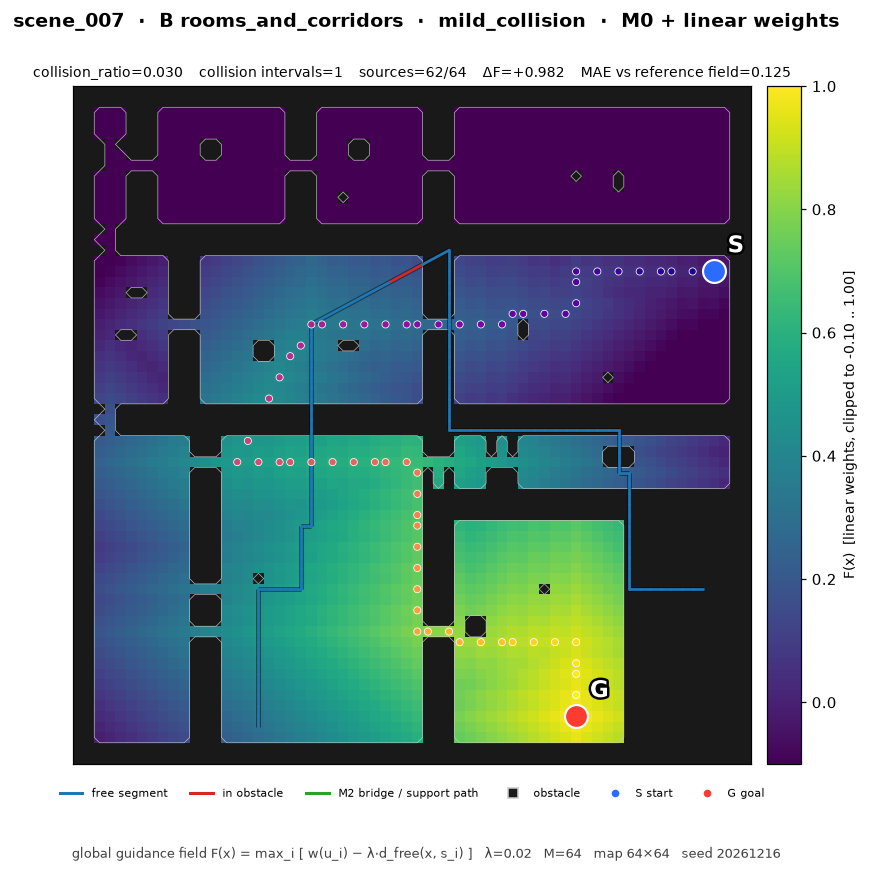 scene_007 · B rooms_and_corridors · mild_collision · M0 + linear weights
collision_ratio=0.030 collision intervals=1 sources=62/64 ΔF=+0.982 MAE vs reference field=0.125
S
G
1.0
0.8
0.6
0.4
0.2
0.0
F(x) [linear weights, clipped to -0.10 .. 1.00]
free segment
in obstacle
M2 bridge / support path
obstacle
S start
G goal
global guidance field F(x) = max_i [ w(u_i) − λ·d_free(x, s_i) ] λ=0.02 M=64 map 64×64 seed 20261216